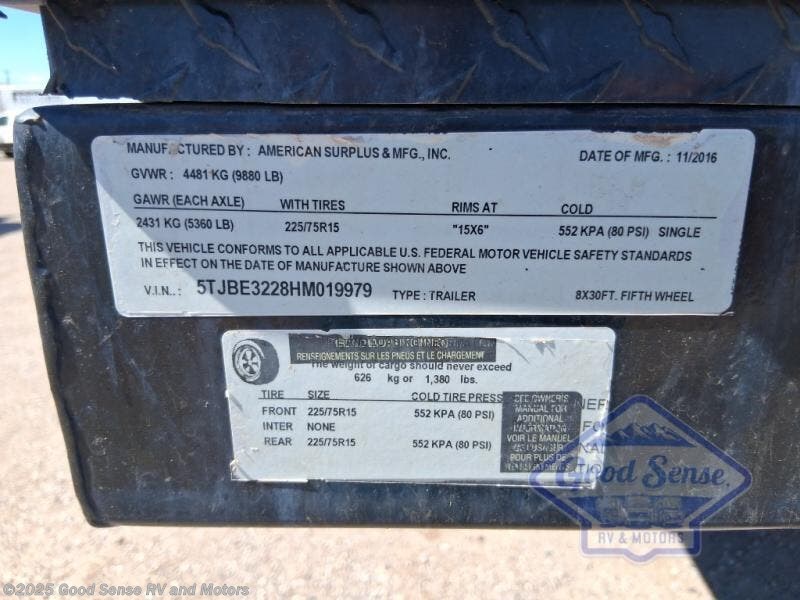 MANUFACTURED BY : AMERICAN SURPLUS & MFG., INC.
DATE OF MFG. : 11/2016
GVWR : 4481 KG (9880 LB)
GAWR (EACH AXLE) WITH TIRES RIMS AT COLD
2431 KG (5360 LB) 225/75R15 "15X6" 552 KPA (80 PSI) SINGLE
THIS VEHICLE CONFORMS TO ALL APPLICABLE U.S. FEDERAL MOTOR VEHICLE SAFETY STANDARDS
IN EFFECT ON THE DATE OF MANUFACTURE SHOWN ABOVE
V.I.N.: 5TJBE3228HM019979 TYPE : TRAILER 8X30FT. FIFTH WHEEL
RENSEIGNEMENTS SUR LES PNEUS ET LE CHARGEMENT
The weight of cargo should never exceed
626 kg or 1,380 lbs.
TIRE SIZE COLD TIRE PRESS
FRONT 225/75R15 552 KPA (80 PSI)
INTER NONE
REAR 225/75R15 552 KPA (80 PSI)
SEE OWNER'S
MANUAL FOR
ADDITIONAL
INFORMATION
VOIR LE MANUEL
DE L'USAGER
POUR PLUS DE
RENSEIGNEMENTS
Good Sense
RV & MOTORS
©2025 Good Sense RV and Motors